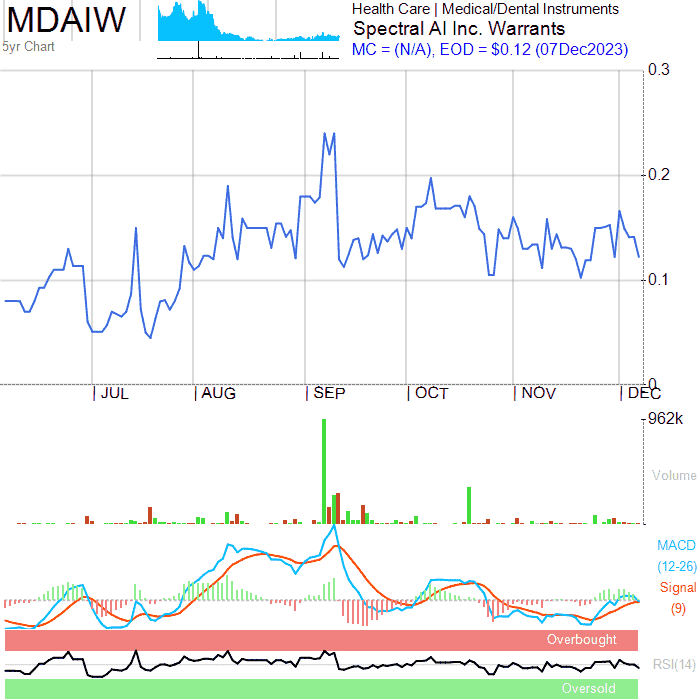 MDAIW
5yr Chart
Health Care | Medical/Dental Instruments
Spectral AI Inc. Warrants
MC = (N/A), EOD = $0.12 (07Dec2023)
0.3
0.2
0.1
0
JUL AUG SEP OCT NOV DEC
962k
Volume
MACD
(12-26)
Signal
(9)
Overbought
RSI(14)
Oversold